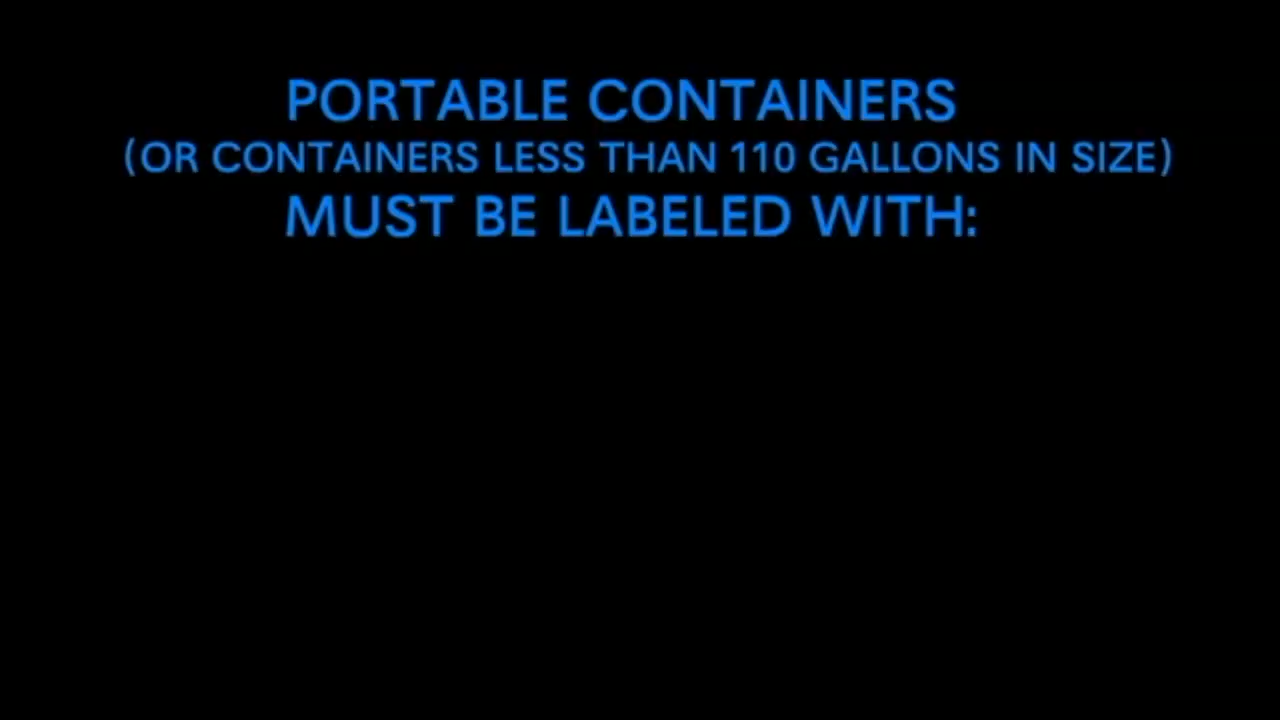 PORTABLE CONTAINERS
(OR CONTAINERS LESS THAN 110 GALLONS IN SIZE)
MUST BE LABELED WITH: